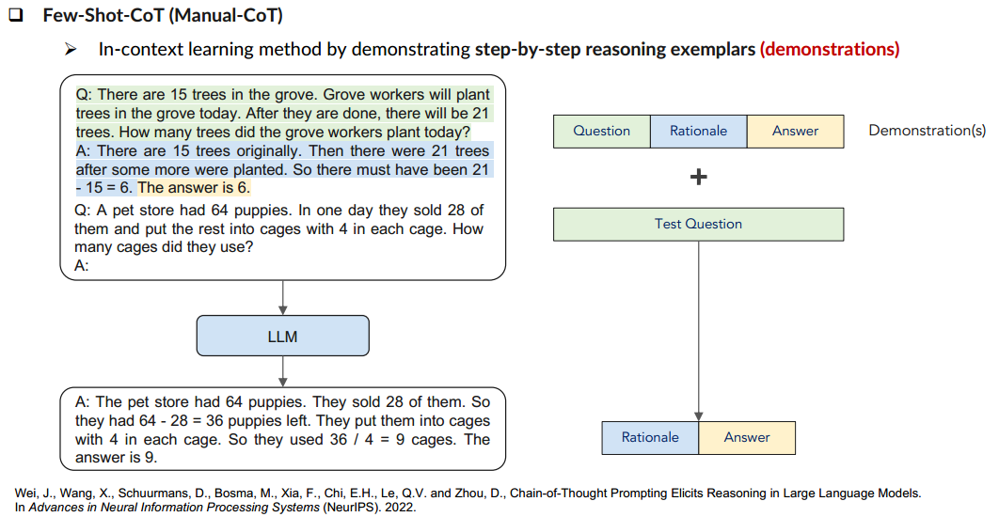 Few-Shot-CoT (Manual-CoT)
In-context learning method by demonstrating step-by-step reasoning exemplars (demonstrations)
Q: There are 15 trees in the grove. Grove workers will plant
trees in the grove today. After they are done, there will be 21
trees. How many trees did the grove workers plant today?
A: There are 15 trees originally. Then there were 21 trees
after some more were planted. So there must have been 21
- 15 = 6. The answer is 6.
Q: A pet store had 64 puppies. In one day they sold 28 of
them and put the rest into cages with 4 in each cage. How
many cages did they use?
A:
LLM
A: The pet store had 64 puppies. They sold 28 of them. So
they had 64 - 28 = 36 puppies left. They put them into cages
with 4 in each cage. So they used 36 / 4 = 9 cages. The
answer is 9.
Question Rationale Answer Demonstration(s)
+
Test Question
Rationale Answer
Wei, J., Wang, X., Schuurmans, D., Bosma, M., Xia, F., Chi, E.H., Le, Q.V. and Zhou, D., Chain-of-Thought Prompting Elicits Reasoning in Large Language Models.
In Advances in Neural Information Processing Systems (NeurIPS). 2022.